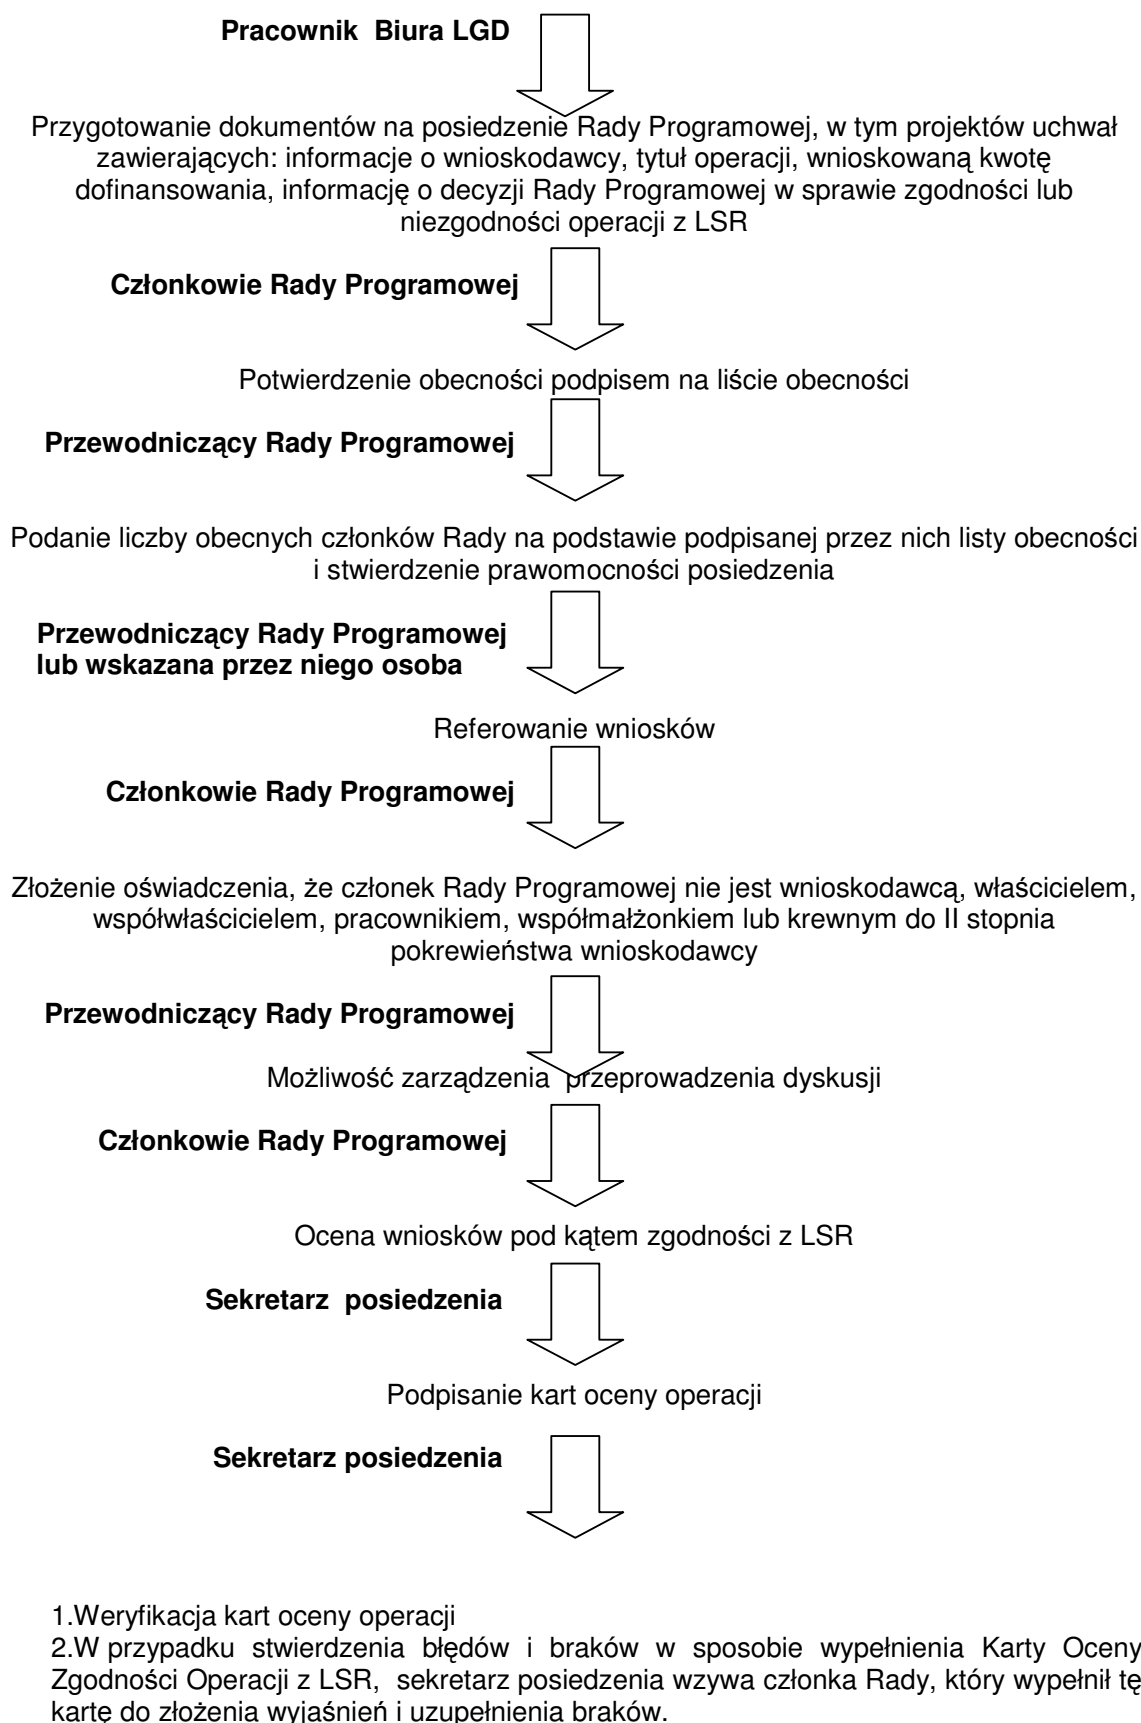 Pracownik  Biura LGD
Przygotowanie dokumentów na posiedzenie Rady Programowej, w tym projektów uchwał
zawierających: informacje o wnioskodawcy, tytuł operacji, wnioskowaną kwotę
dofinansowania, informację o decyzji Rady Programowej w sprawie zgodności lub
niezgodności operacji z LSR
Członkowie Rady Programowej
Potwierdzenie obecności podpisem na liście obecności
Przewodniczący Rady Programowej
Podanie liczby obecnych członków Rady na podstawie podpisanej przez nich listy obecności
i stwierdzenie prawomocności posiedzenia
Przewodniczący Rady Programowej
lub wskazana przez niego osoba
Referowanie wniosków
Członkowie Rady Programowej
Złożenie oświadczenia, że członek Rady Programowej nie jest wnioskodawcą, właścicielem,
współwłaścicielem, pracownikiem, współmałżonkiem lub krewnym do II stopnia
pokrewieństwa wnioskodawcy
Przewodniczący Rady Programowej
Możliwość zarządzenia  przeprowadzenia dyskusji
Członkowie Rady Programowej
Ocena wniosków pod kątem zgodności z LSR
Sekretarz  posiedzenia
Podpisanie kart oceny operacji
Sekretarz posiedzenia
1.Weryfikacja kart oceny operacji
2.W przypadku stwierdzenia błędów i braków w sposobie wypełnienia Karty Oceny
Zgodności Operacji z LSR,  sekretarz posiedzenia wzywa członka Rady, który wypełnił tę
kartę do złożenia wyjaśnień i uzupełnienia braków.